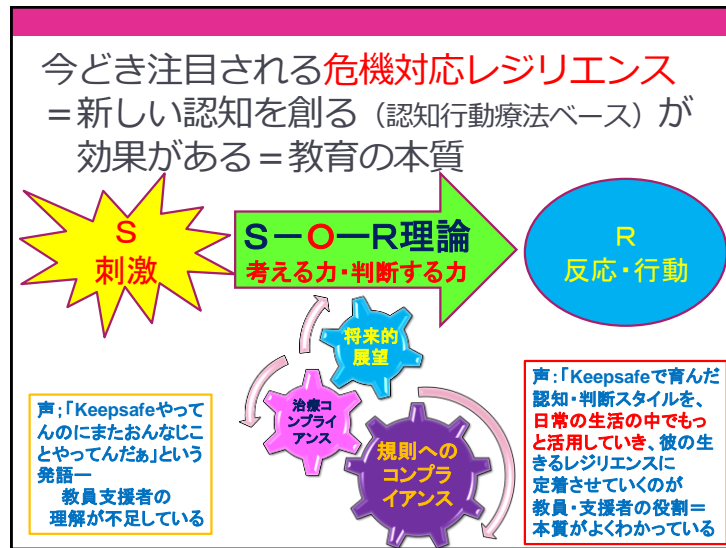 今どき注目される危機対応レジリエンス
＝新しい認知を創る（認知行動療法ベース）が
効果がある＝教育の本質
S
刺激
S－O－R理論
考える力・判断する力
R
反応・行動
将来的
展望
治療コ
ンプライ
アンス
規則への
コンプラ
イアンス
声；「Keepsafeやって
んのにまたおんなじこ
とやってんだぁ」という
発語―
教員支援者の
理解が不足している
声：「Keepsafeで育んだ
認知・判断スタイルを、
日常の生活の中でもっ
と活用していき、彼の生
きるレジリエンスに
定着させていくのが
教員・支援者の役割＝
本質がよくわかっている